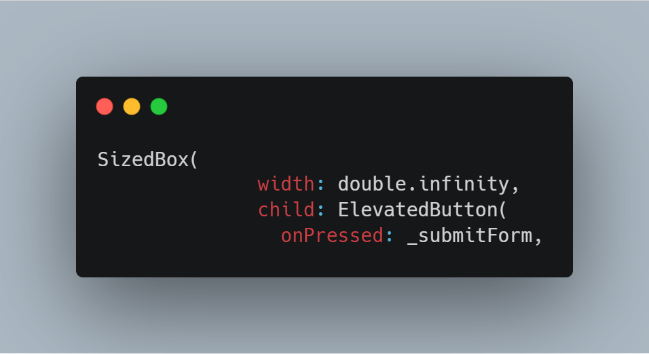 SizedBox(
width: double.infinity,
child: ElevatedButton(
onPressed: _submitForm,